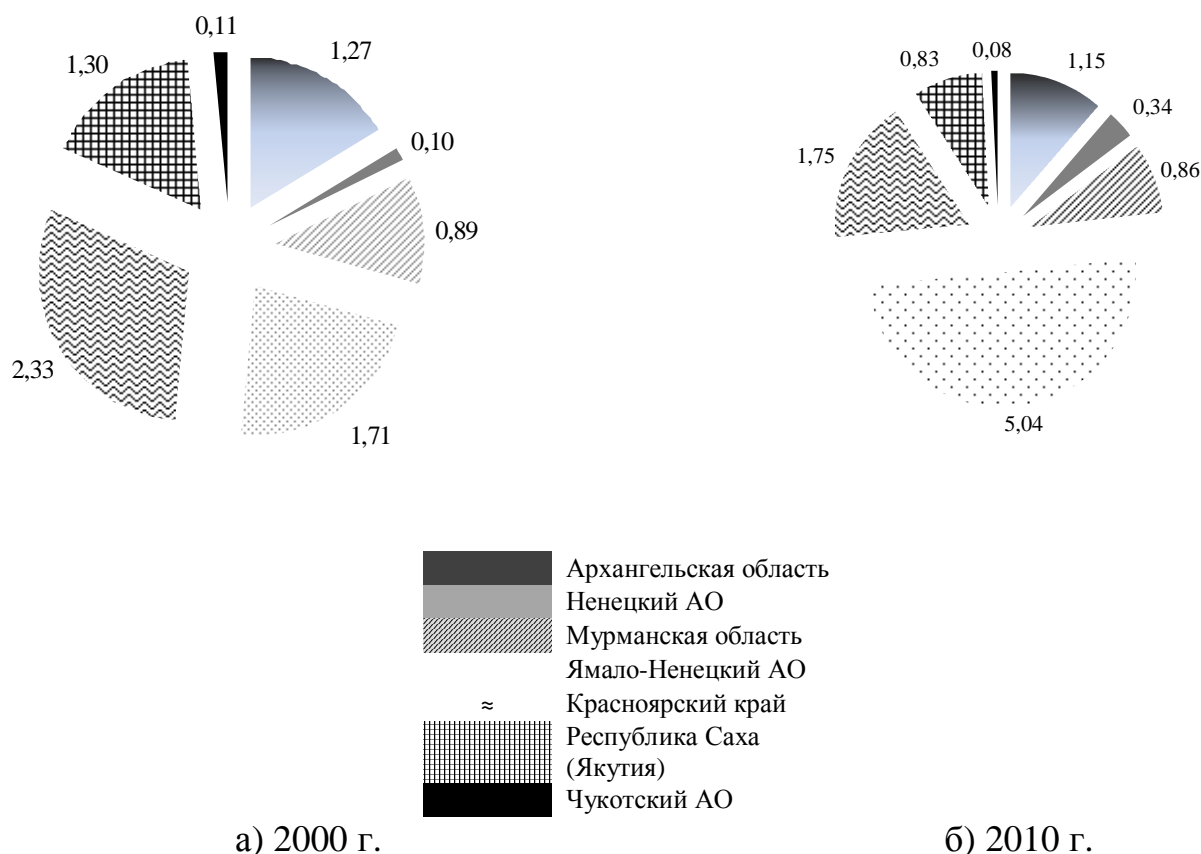 0,11
1,27
1,30
0,10
0,89
2,33
1,71
0,08
0,83
1,15
0,34
1,75
0,86
5,04
Архангельская область
Ненецкий АО
Мурманская область
Ямало-Ненецкий АО
≈ Красноярский край
Республика Саха
(Якутия)
Чукотский АО
а) 2000 г.
б) 2010 г.